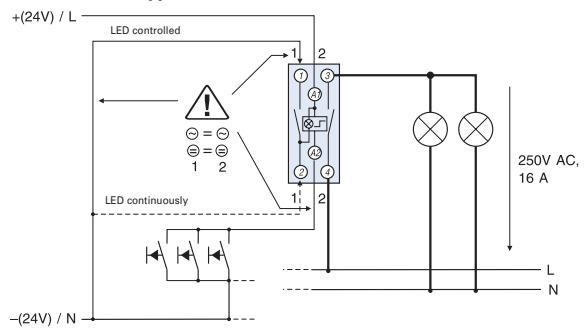 +(24V) / L
LED controlled
1 2
1 3
A1
A2
2 4
1 2
∼ = ∼
= = =
1 2
LED continuously
250V AC,
16 A
L
N
−(24V) / N